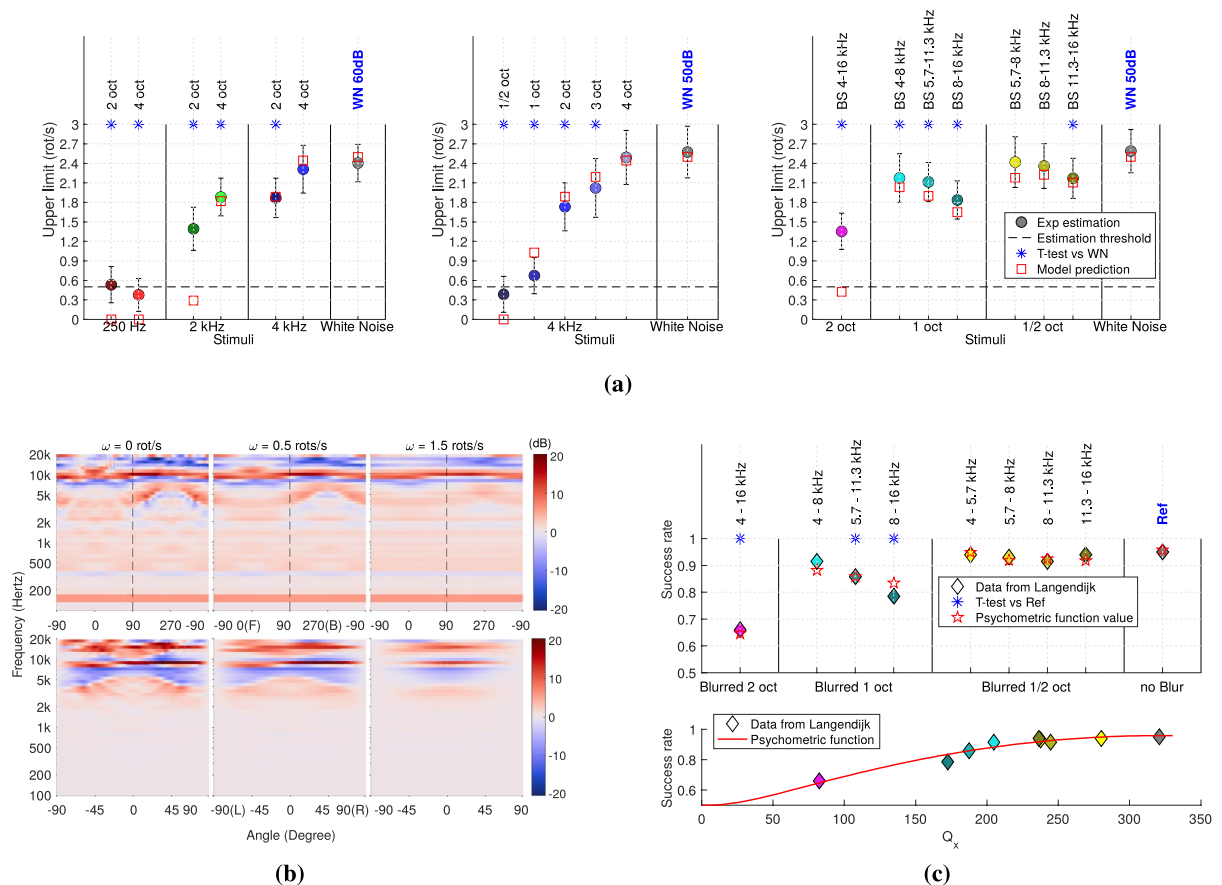 2 oct
4 oct
2 oct
4 oct
2 oct
4 oct
WN 60dB
Upper limit (rot/s)
3
2.7
2.4
2.1
1.8
1.5
1.2
0.9
0.6
0.3
0
250 Hz
2 kHz
4 kHz
White Noise
Stimuli
1/2 oct
1 oct
2 oct
3 oct
4 oct
WN 50dB
Upper limit (rot/s)
3
2.7
2.4
2.1
1.8
1.5
1.2
0.9
0.6
0.3
0
4 kHz
White Noise
Stimuli
BS 4-16 kHz
BS 4-8 kHz
BS 5.7-11.3 kHz
BS 8-16 kHz
BS 5.7-8 kHz
BS 8-11.3 kHz
BS 11.3-16 kHz
WN 50dB
Upper limit (rot/s)
3
2.7
2.4
2.1
1.8
1.5
1.2
0.9
0.6
0.3
0
Exp estimation
Estimation threshold
T-test vs WN
Model prediction
2 oct
1 oct
1/2 oct
White Noise
Stimuli
(a)
ω = 0 rot/s
ω = 0.5 rots/s
ω = 1.5 rots/s
(dB)
Frequency (Hertz)
20k
10k
5k
2k
1k
500
200
20
10
0
-10
-20
-90 0 90 270 -90
-90 0(F) 90 270(B) -90
-90 0 90 270 -90
20k
10k
5k
2k
1k
500
200
100
20
10
0
-10
-20
-90 -45 0 45 90
-90(L) -45 0 45 90(R)
-90 -45 0 45 90
Angle (Degree)
(b)
4 - 16 kHz
4 - 8 kHz
5.7 - 11.3 kHz
8 - 16 kHz
4 - 5.7 kHz
5.7 - 8 kHz
8 - 11.3 kHz
11.3 - 16 kHz
Ref
Success rate
1
0.9
0.8
0.7
0.6
0.5
Data from Langendijk
T-test vs Ref
Psychometric function value
Blurred 2 oct
Blurred 1 oct
Blurred 1/2 oct
no Blur
Success rate
1
0.8
0.6
Data from Langendijk
Psychometric function
0 50 100 150 200 250 300 350
Qx
(c)